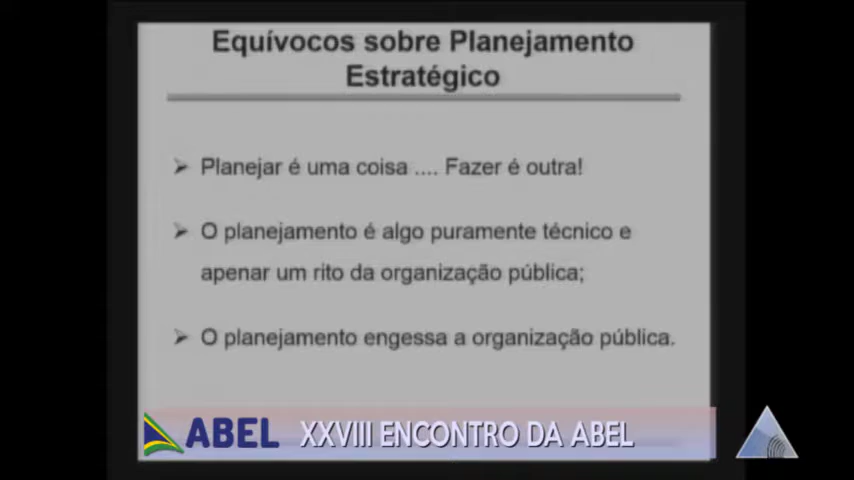 Equívocos sobre Planejamento
Estratégico
Planejar é uma coisa .... Fazer é outra!
O planejamento é algo puramente técnico e
apenar um rito da organização pública;
O planejamento engessa a organização pública.
ABEL XXVIII ENCONTRO DA ABEL